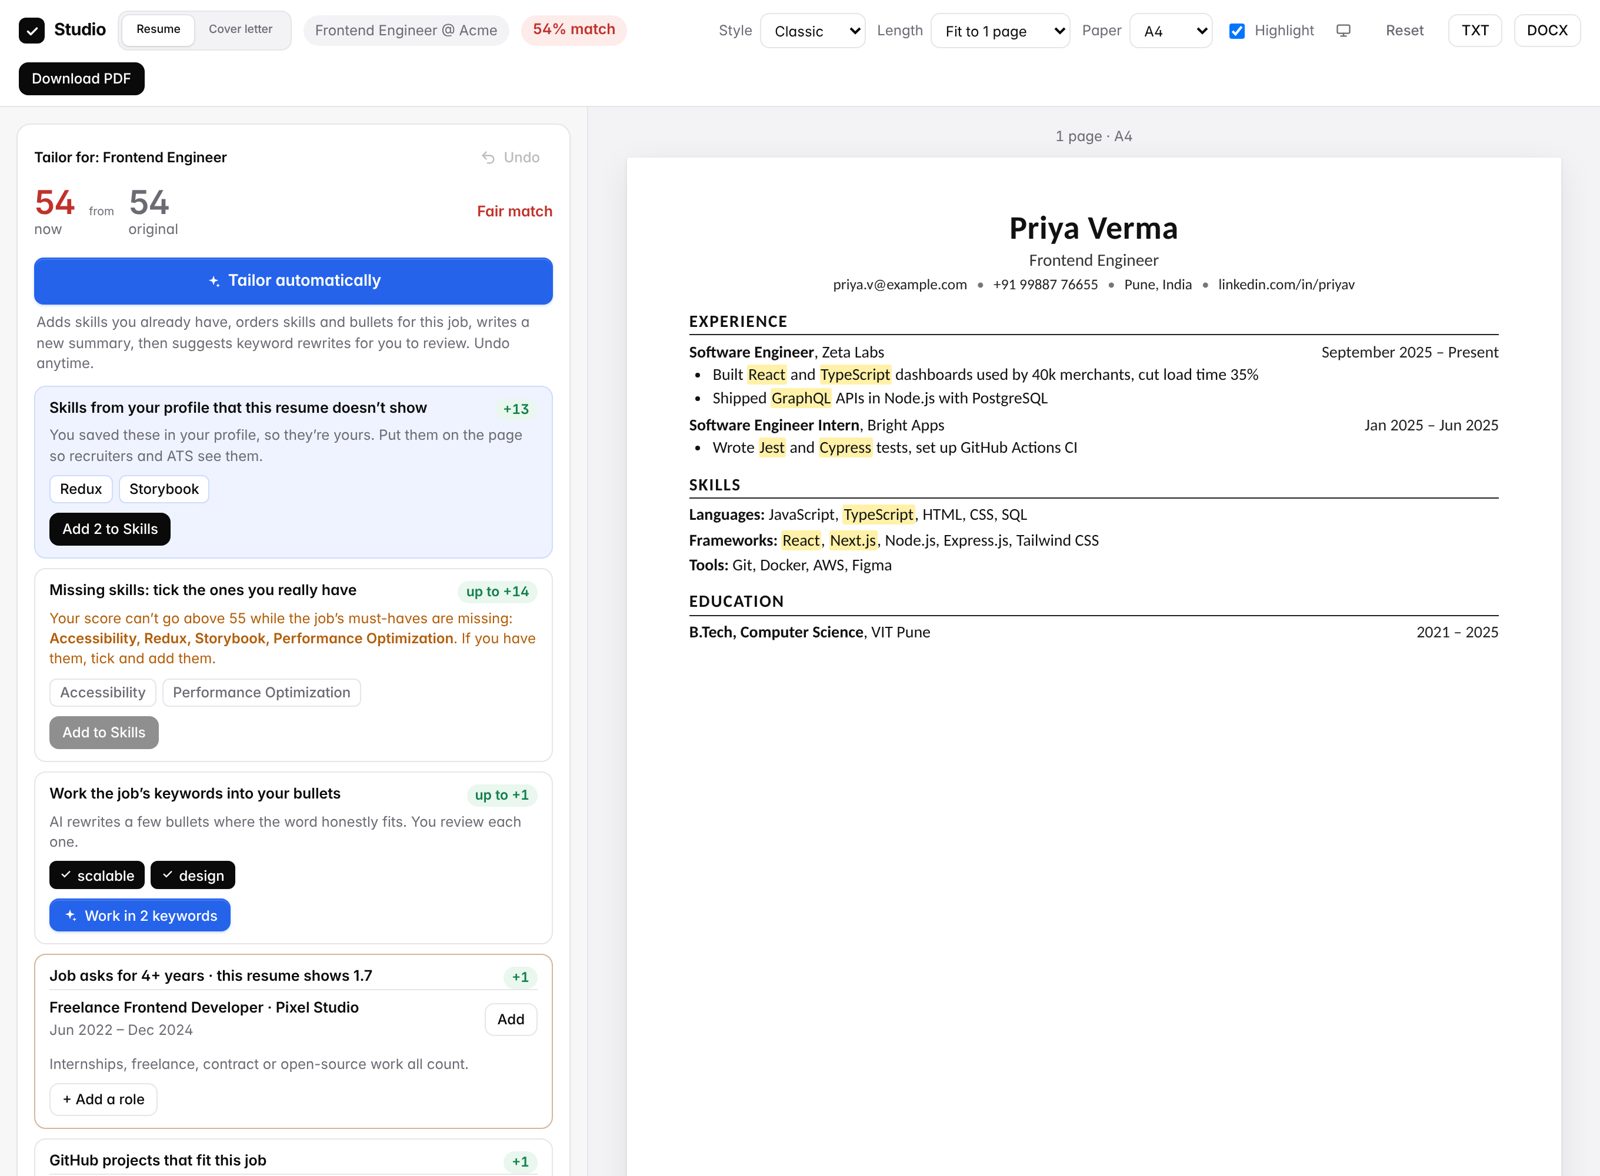 Studio
Resume
Cover letter
Frontend Engineer @ Acme
54% match
Style
Classic
Length
Fit to 1 page
Paper
A4
Highlight
Reset
TXT
DOCX
Download PDF
Tailor for: Frontend Engineer
Undo
54 from 54
now
original
Fair match
Tailor automatically
Adds skills you already have, orders skills and bullets for this job, writes a
new summary, then suggests keyword rewrites for you to review. Undo
anytime.
Skills from your profile that this resume doesn’t show
+13
You saved these in your profile, so they’re yours. Put them on the page
so recruiters and ATS see them.
Redux
Storybook
Add 2 to Skills
Missing skills: tick the ones you really have
up to +14
Your score can’t go above 55 while the job’s must-haves are missing:
Accessibility, Redux, Storybook, Performance Optimization. If you have
them, tick and add them.
Accessibility
Performance Optimization
Add to Skills
Work the job’s keywords into your bullets
up to +1
AI rewrites a few bullets where the word honestly fits. You review each
one.
scalable
design
Work in 2 keywords
Job asks for 4+ years · this resume shows 1.7
+1
Freelance Frontend Developer · Pixel Studio
Jun 2022 – Dec 2024
Add
Internships, freelance, contract or open-source work all count.
+ Add a role
GitHub projects that fit this job
+1
1 page · A4
Priya Verma
Frontend Engineer
priya.v@example.com • +91 99887 76655 • Pune, India • linkedin.com/in/priyav
EXPERIENCE
Software Engineer, Zeta Labs
September 2025 – Present
• Built React and TypeScript dashboards used by 40k merchants, cut load time 35%
• Shipped GraphQL APIs in Node.js with PostgreSQL
Software Engineer Intern, Bright Apps
Jan 2025 – Jun 2025
• Wrote Jest and Cypress tests, set up GitHub Actions CI
SKILLS
Languages: JavaScript, TypeScript, HTML, CSS, SQL
Frameworks: React, Next.js, Node.js, Express.js, Tailwind CSS
Tools: Git, Docker, AWS, Figma
EDUCATION
B.Tech, Computer Science, VIT Pune
2021 – 2025